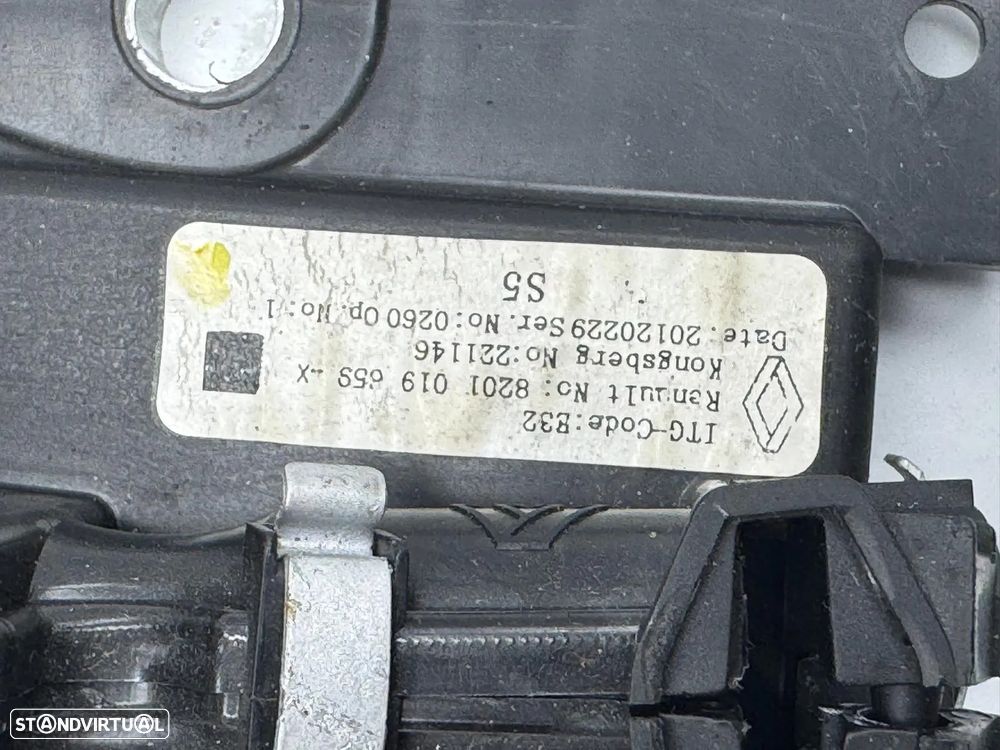 ITG-Code:E32
Renault No: 8201 019 659 -X
Kongsberg No:221146
Date: 20120229 Ser. No:0260 Op. No:1
S5
STANDVIRTUAL